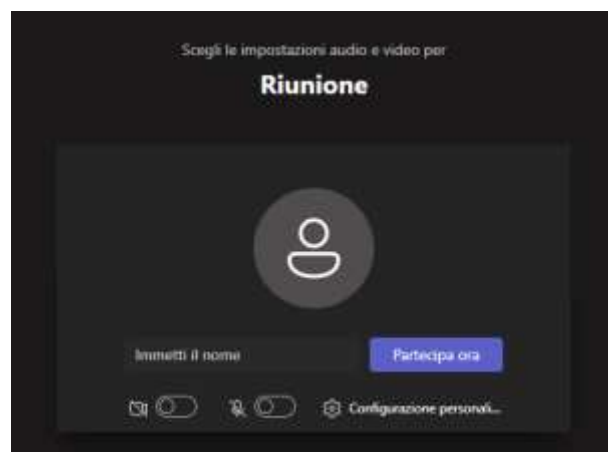 Scegli le impostazioni audio e video per
Riunione
Immetti il nome
Partecipa ora
Configurazione personali...